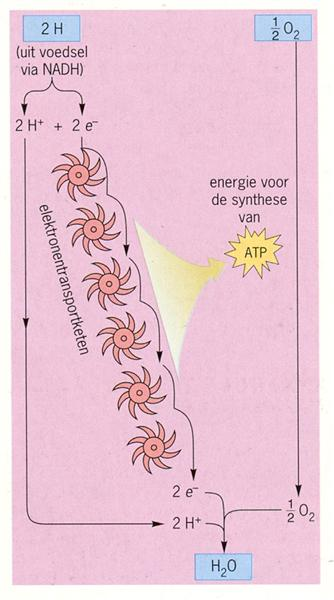 2 H
½ O₂
(uit voedsel
via NADH)
2 H⁺ + 2 e⁻
energie voor
de synthese
van
ATP
elektronentransportketen
2 e⁻
2 H⁺
½ O₂
H₂O